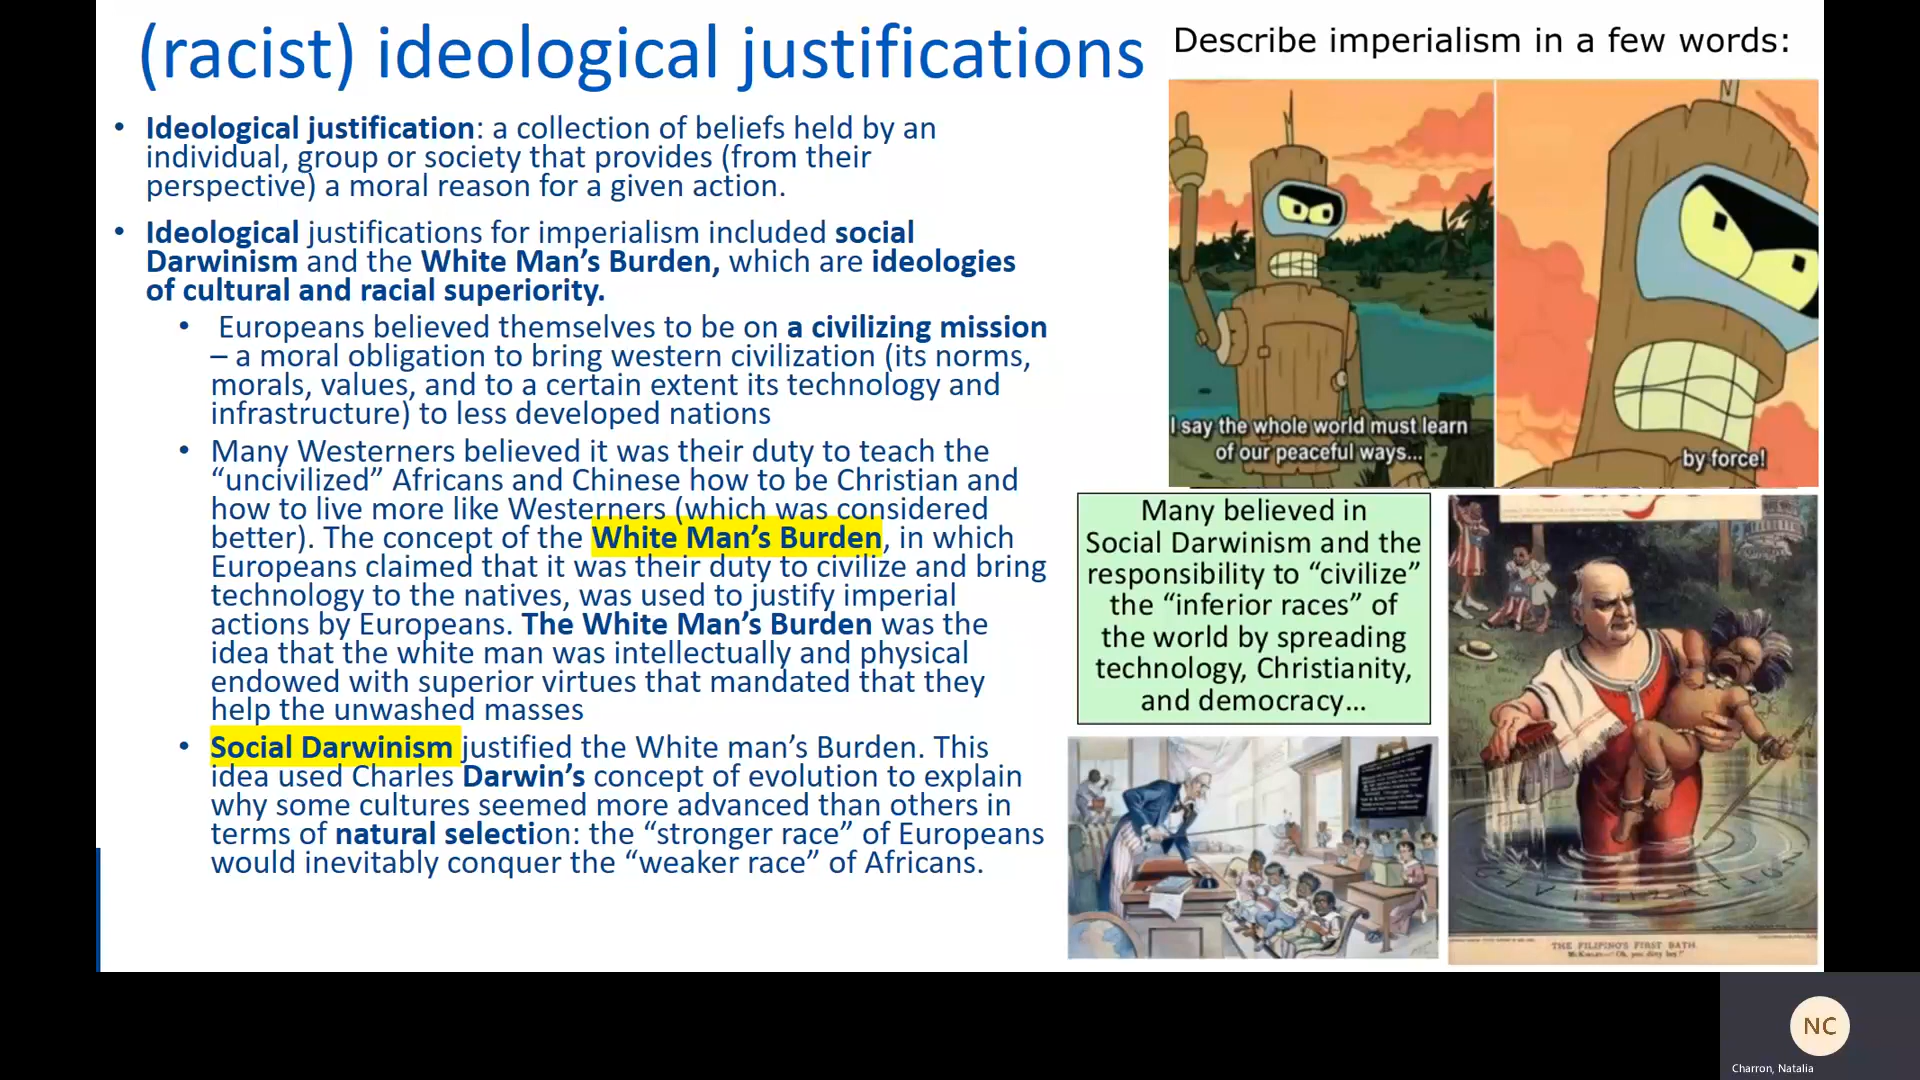 (racist) ideological justifications
• Ideological justification: a collection of beliefs held by an
individual, group or society that provides (from their
perspective) a moral reason for a given action.
• Ideological justifications for imperialism included social
Darwinism and the White Man’s Burden, which are ideologies
of cultural and racial superiority.
• Europeans believed themselves to be on a civilizing mission
– a moral obligation to bring western civilization (its norms,
morals, values, and to a certain extent its technology and
infrastructure) to less developed nations
• Many Westerners believed it was their duty to teach the
“uncivilized” Africans and Chinese how to be Christian and
how to live more like Westerners (which was considered
better). The concept of the White Man’s Burden, in which
Europeans claimed that it was their duty to civilize and bring
technology to the natives, was used to justify imperial
actions by Europeans. The White Man’s Burden was the
idea that the white man was intellectually and physical
endowed with superior virtues that mandated that they
help the unwashed masses
• Social Darwinism justified the White man’s Burden. This
idea used Charles Darwin’s concept of evolution to explain
why some cultures seemed more advanced than others in
terms of natural selection: the “stronger race” of Europeans
would inevitably conquer the “weaker race” of Africans.
Describe imperialism in a few words:
I say the whole world must learn
of our peaceful ways...
by force!
Many believed in
Social Darwinism and the
responsibility to “civilize”
the “inferior races” of
the world by spreading
technology, Christianity,
and democracy…
THE FILIPINO'S FIRST BATH.
McKinley—"Oh, you dirty boy!"
NC
Charron, Natalia